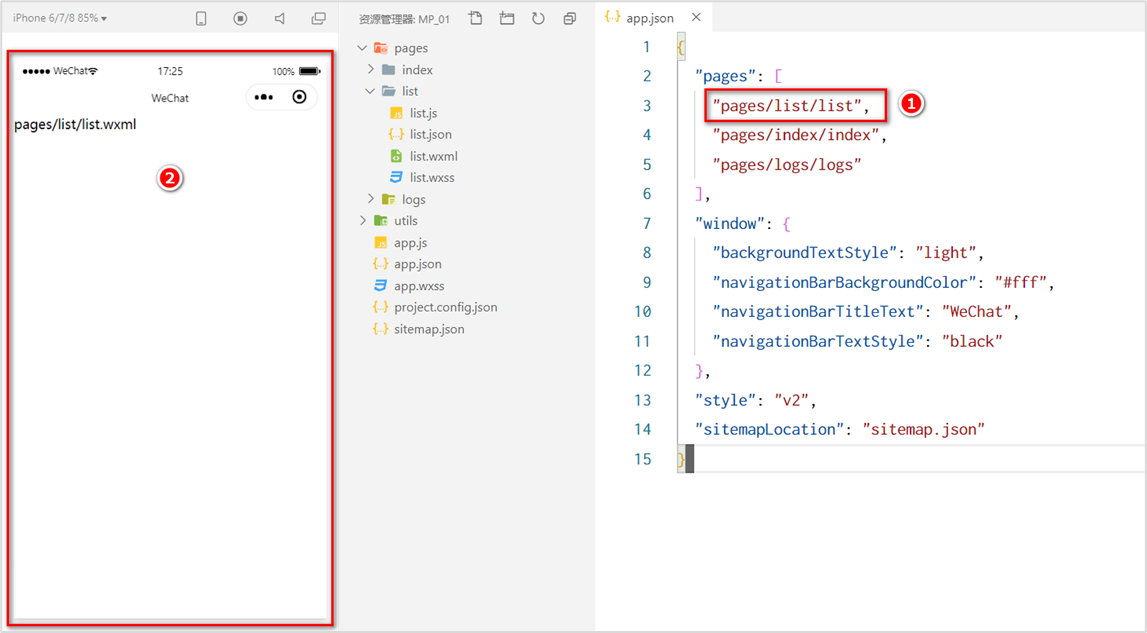 iPhone 6/7/8 85%
WeChat
17:25
100%
WeChat
pages/list/list.wxml
2
资源管理器: MP_01
pages
index
list
list.js
list.json
list.wxml
list.wxss
logs
utils
app.js
app.json
app.wxss
project.config.json
sitemap.json
app.json
1 {
2 "pages": [
3 "pages/list/list",
1
4 "pages/index/index",
5 "pages/logs/logs"
6 ],
7 "window": {
8 "backgroundTextStyle": "light",
9 "navigationBarBackgroundColor": "#fff",
10 "navigationBarTitleText": "WeChat",
11 "navigationBarTextStyle": "black"
12 },
13 "style": "v2",
14 "sitemapLocation": "sitemap.json"
15 }